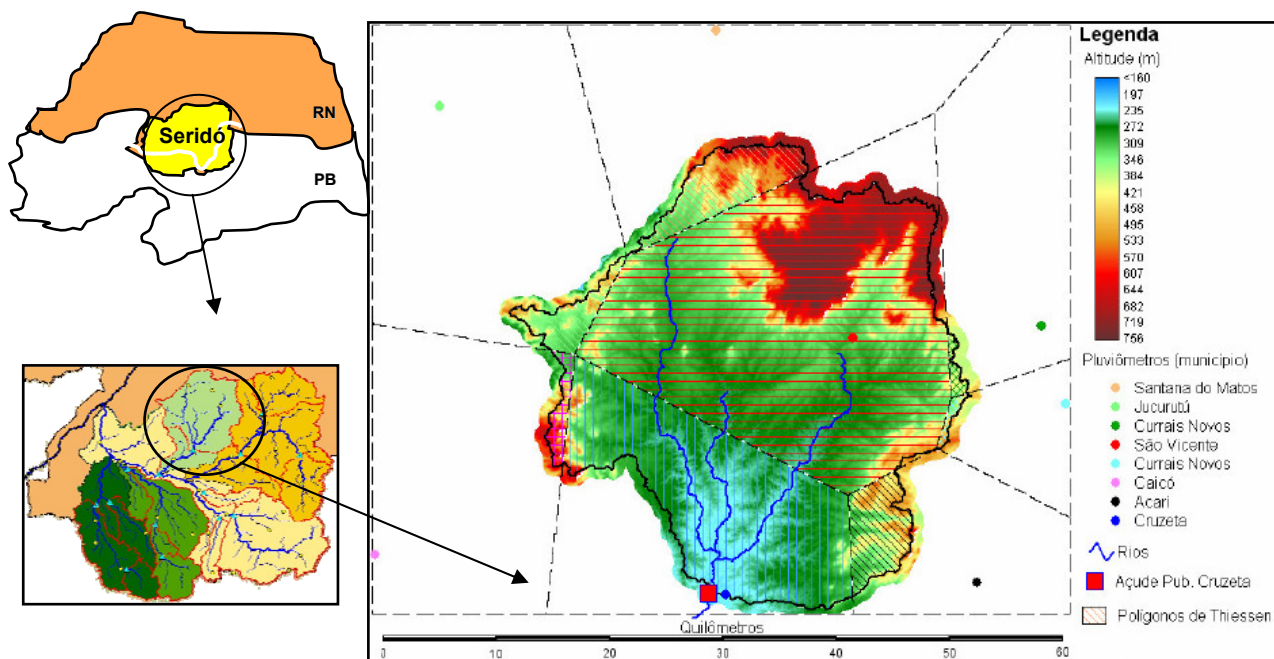 RN
Seridó
PB
Legenda
Altitude (m)
<160
197
235
272
309
346
384
421
458
495
533
570
607
644
682
719
756
Pluviômetros (município)
Santana do Matos
Jucurutú
Currais Novos
São Vicente
Currais Novos
Caicó
Acari
Cruzeta
Rios
Açude Pub. Cruzeta
Polígonos de Thiessen
Quilômetros
0 10 20 30 40 50 60